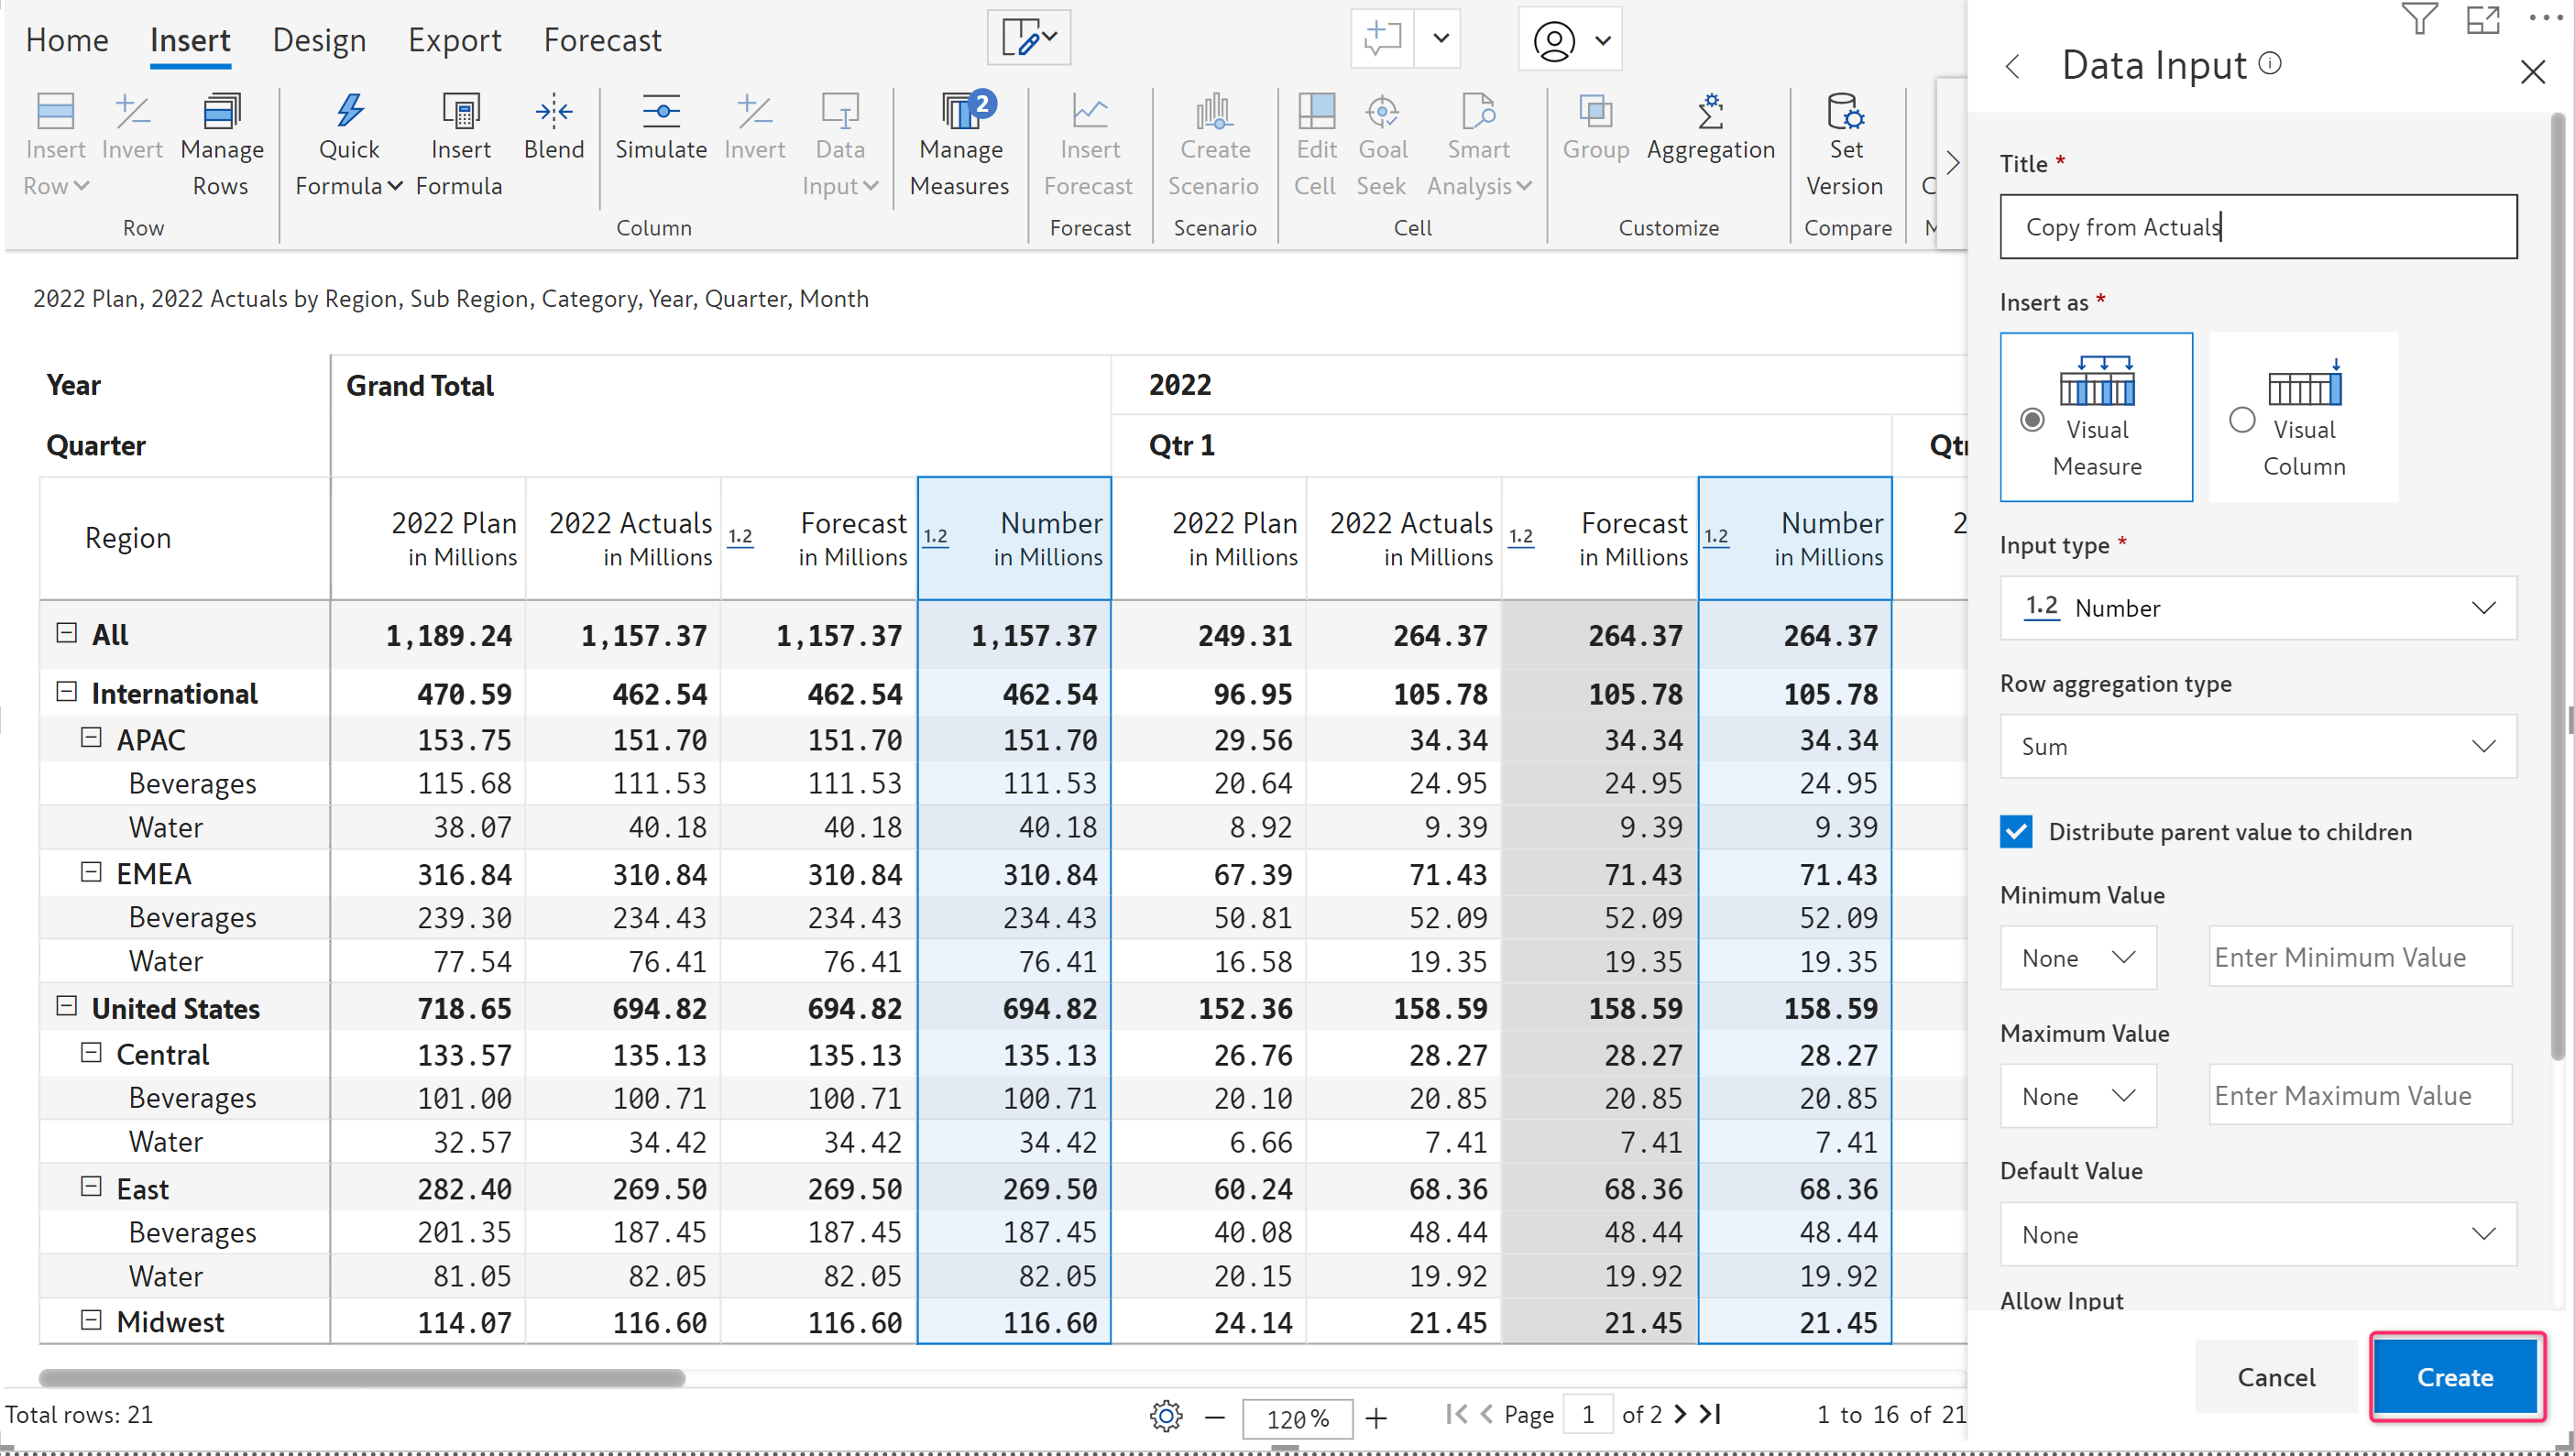 Home Insert Design Export Forecast
Insert Row Invert Manage Rows Quick Formula Insert Formula Blend Simulate Invert Data Input Manage Measures 2 Insert Forecast Create Scenario Edit Cell Goal Seek Smart Analysis Group Aggregation Set Version
Row Column Forecast Scenario Cell Customize Compare
2022 Plan, 2022 Actuals by Region, Sub Region, Category, Year, Quarter, Month
Year Grand Total 2022
Quarter Qtr 1 Qtr
Region 2022 Plan in Millions 2022 Actuals in Millions 1.2 Forecast in Millions 1.2 Number in Millions 2022 Plan in Millions 2022 Actuals in Millions 1.2 Forecast in Millions 1.2 Number in Millions 2
All 1,189.24 1,157.37 1,157.37 1,157.37 249.31 264.37 264.37 264.37
International 470.59 462.54 462.54 462.54 96.95 105.78 105.78 105.78
APAC 153.75 151.70 151.70 151.70 29.56 34.34 34.34 34.34
Beverages 115.68 111.53 111.53 111.53 20.64 24.95 24.95 24.95
Water 38.07 40.18 40.18 40.18 8.92 9.39 9.39 9.39
EMEA 316.84 310.84 310.84 310.84 67.39 71.43 71.43 71.43
Beverages 239.30 234.43 234.43 234.43 50.81 52.09 52.09 52.09
Water 77.54 76.41 76.41 76.41 16.58 19.35 19.35 19.35
United States 718.65 694.82 694.82 694.82 152.36 158.59 158.59 158.59
Central 133.57 135.13 135.13 135.13 26.76 28.27 28.27 28.27
Beverages 101.00 100.71 100.71 100.71 20.10 20.85 20.85 20.85
Water 32.57 34.42 34.42 34.42 6.66 7.41 7.41 7.41
East 282.40 269.50 269.50 269.50 60.24 68.36 68.36 68.36
Beverages 201.35 187.45 187.45 187.45 40.08 48.44 48.44 48.44
Water 81.05 82.05 82.05 82.05 20.15 19.92 19.92 19.92
Midwest 114.07 116.60 116.60 116.60 24.14 21.45 21.45 21.45
Total rows: 21 120% Page 1 of 2 1 to 16 of 21
Data Input
Title *
Copy from Actuals
Insert as *
Visual Measure
Visual Column
Input type *
1.2 Number
Row aggregation type
Sum
Distribute parent value to children
Minimum Value
None Enter Minimum Value
Maximum Value
None Enter Maximum Value
Default Value
None
Allow Input
Cancel Create